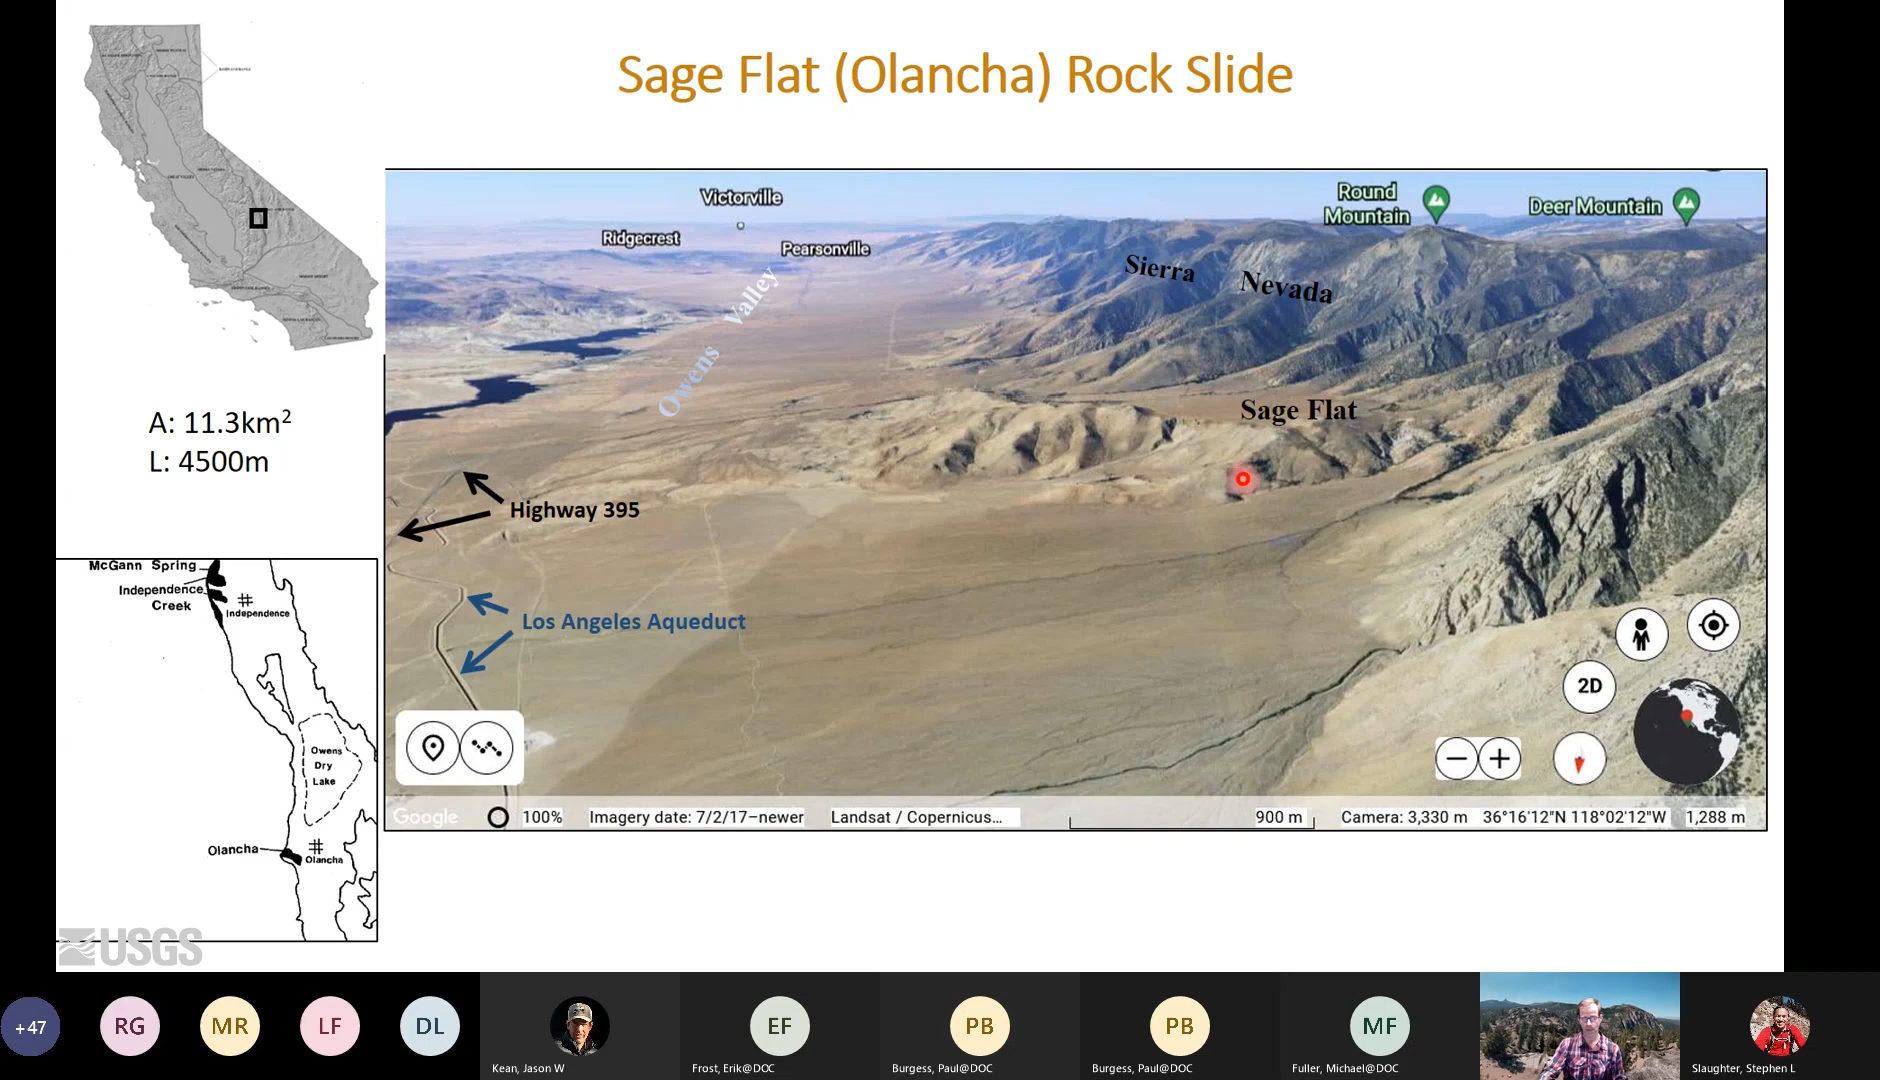 Sage Flat (Olancha) Rock Slide
A: 11.3km2
L: 4500m
Victorville
Ridgecrest
Pearsonville
Round
Mountain
Deer Mountain
Sierra
Nevada
Owens Valley
Sage Flat
Highway 395
Los Angeles Aqueduct
2D
Google
100%
Imagery date: 7/2/17–newer
Landsat / Copernicus...
900 m
Camera: 3,330 m
36°16'12"N 118°02'12"W
1,288 m
McGann Spring
Independence
Creek
Independence
Owens
Dry
Lake
Olancha
Olancha
USGS
+47
RG
MR
LF
DL
Kean, Jason W
EF
Frost, Erik@DOC
PB
Burgess, Paul@DOC
PB
Burgess, Paul@DOC
MF
Fuller, Michael@DOC
Slaughter, Stephen L